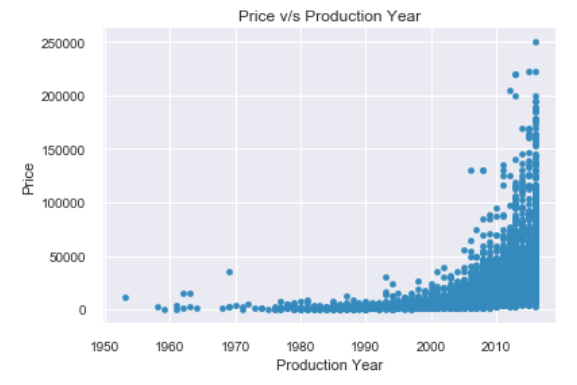 Price v/s Production Year
250000
200000
150000
100000
50000
0
Price
1950 1960 1970 1980 1990 2000 2010
Production Year